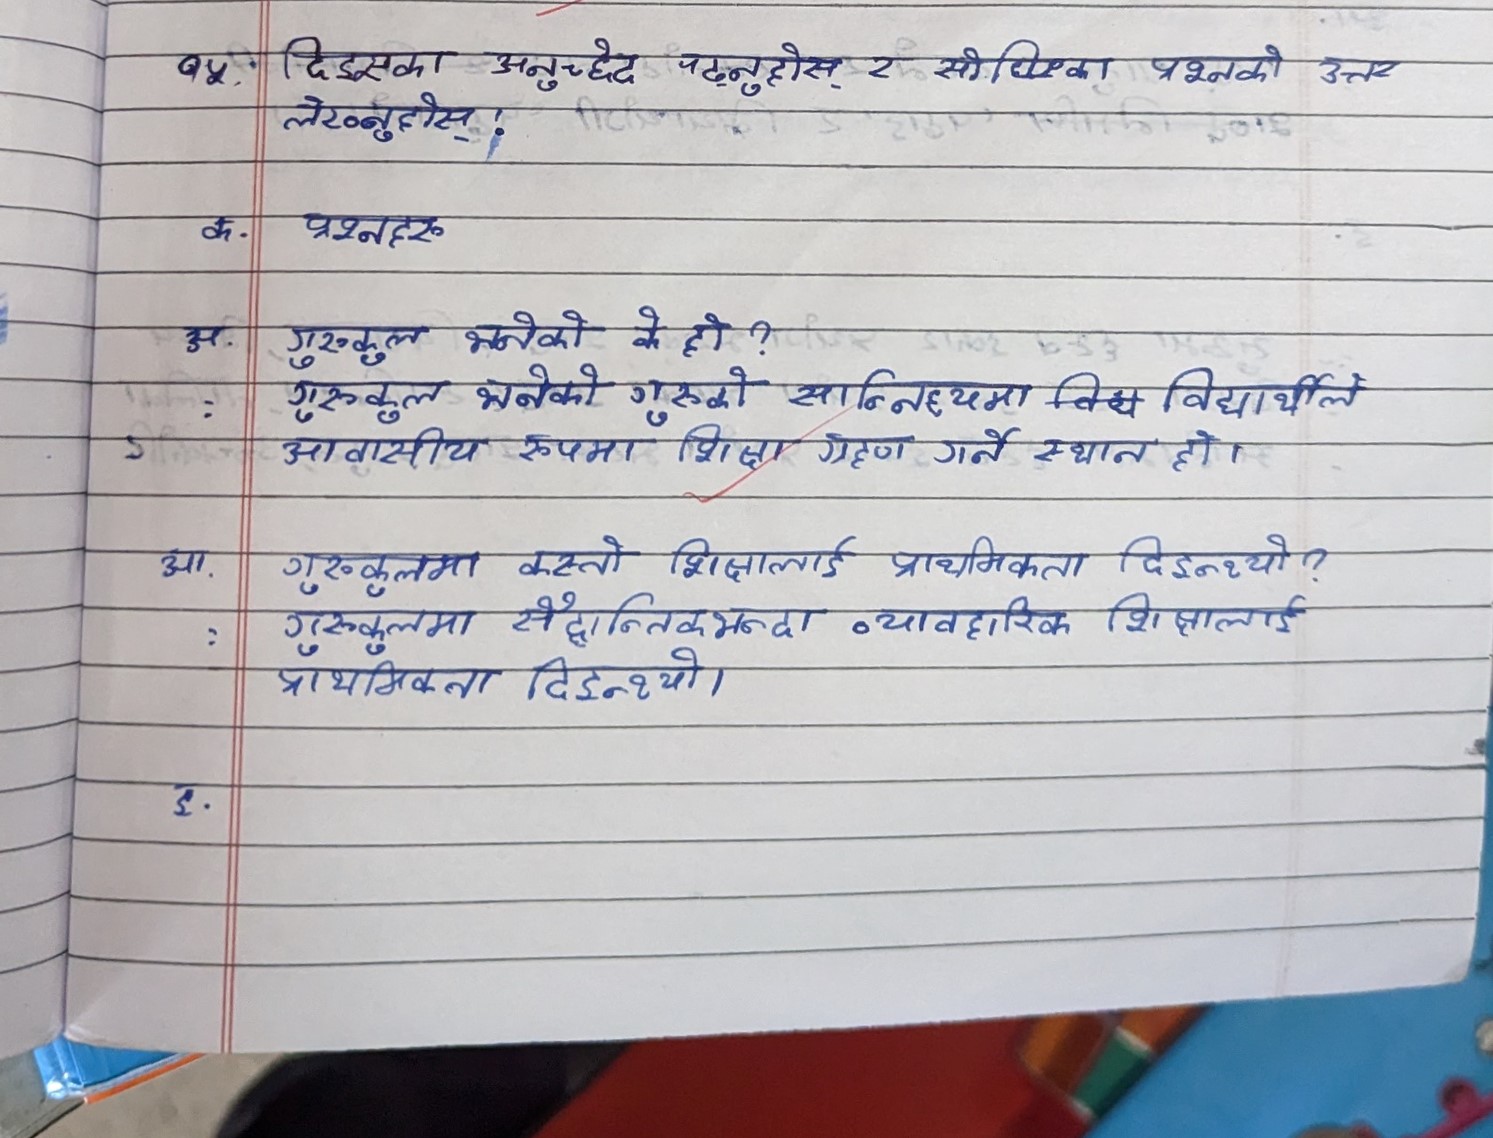 १५. दिइएका अनुच्छेद पढ्नुहोस् र सोधिएका प्रश्नको उत्तर
लेख्नुहोस् !
क. प्रश्नहरू
अ. गुरुकुल भनेको के हो ?
: गुरुकुल भनेको गुरुको सान्निध्यमा विद्यार्थीले
आवासीय रूपमा शिक्षा ग्रहण गर्ने स्थान हो ।
आ. गुरुकुलमा कस्तो शिक्षालाई प्राथमिकता दिइन्थ्यो ?
: गुरुकुलमा सैद्धान्तिकभन्दा व्यावहारिक शिक्षालाई
प्राथमिकता दिइन्थ्यो ।
इ.